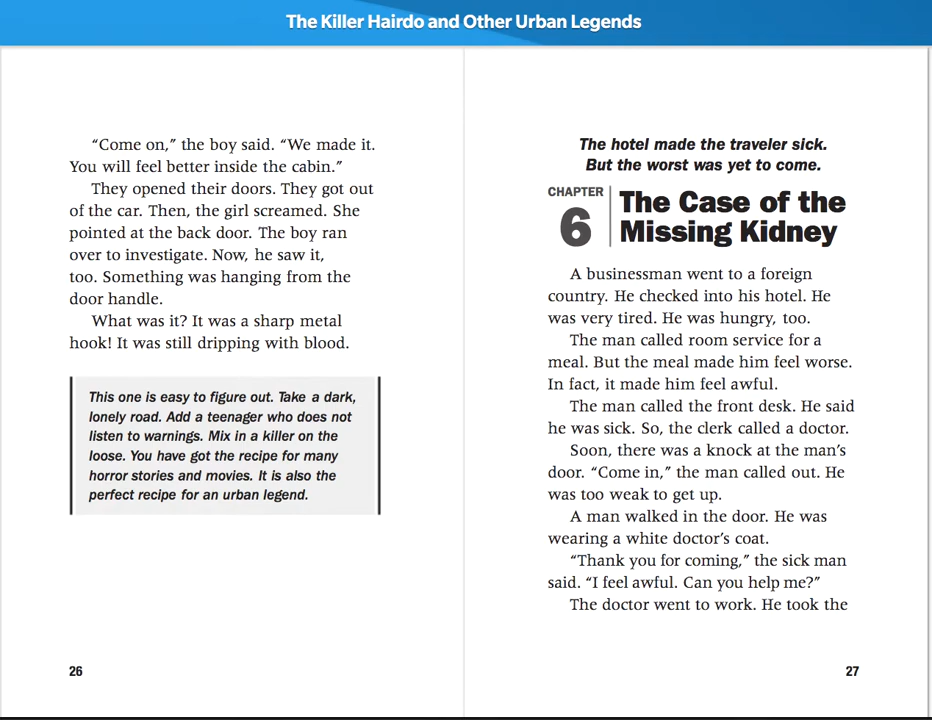 The Killer Hairdo and Other Urban Legends
“Come on,” the boy said. “We made it.
You will feel better inside the cabin.”
They opened their doors. They got out
of the car. Then, the girl screamed. She
pointed at the back door. The boy ran
over to investigate. Now, he saw it,
too. Something was hanging from the
door handle.
What was it? It was a sharp metal
hook! It was still dripping with blood.
This one is easy to figure out. Take a dark,
lonely road. Add a teenager who does not
listen to warnings. Mix in a killer on the
loose. You have got the recipe for many
horror stories and movies. It is also the
perfect recipe for an urban legend.
26
The hotel made the traveler sick.
But the worst was yet to come.
CHAPTER
6
The Case of the
Missing Kidney
A businessman went to a foreign
country. He checked into his hotel. He
was very tired. He was hungry, too.
The man called room service for a
meal. But the meal made him feel worse.
In fact, it made him feel awful.
The man called the front desk. He said
he was sick. So, the clerk called a doctor.
Soon, there was a knock at the man’s
door. “Come in,” the man called out. He
was too weak to get up.
A man walked in the door. He was
wearing a white doctor’s coat.
“Thank you for coming,” the sick man
said. “I feel awful. Can you help me?”
The doctor went to work. He took the
27